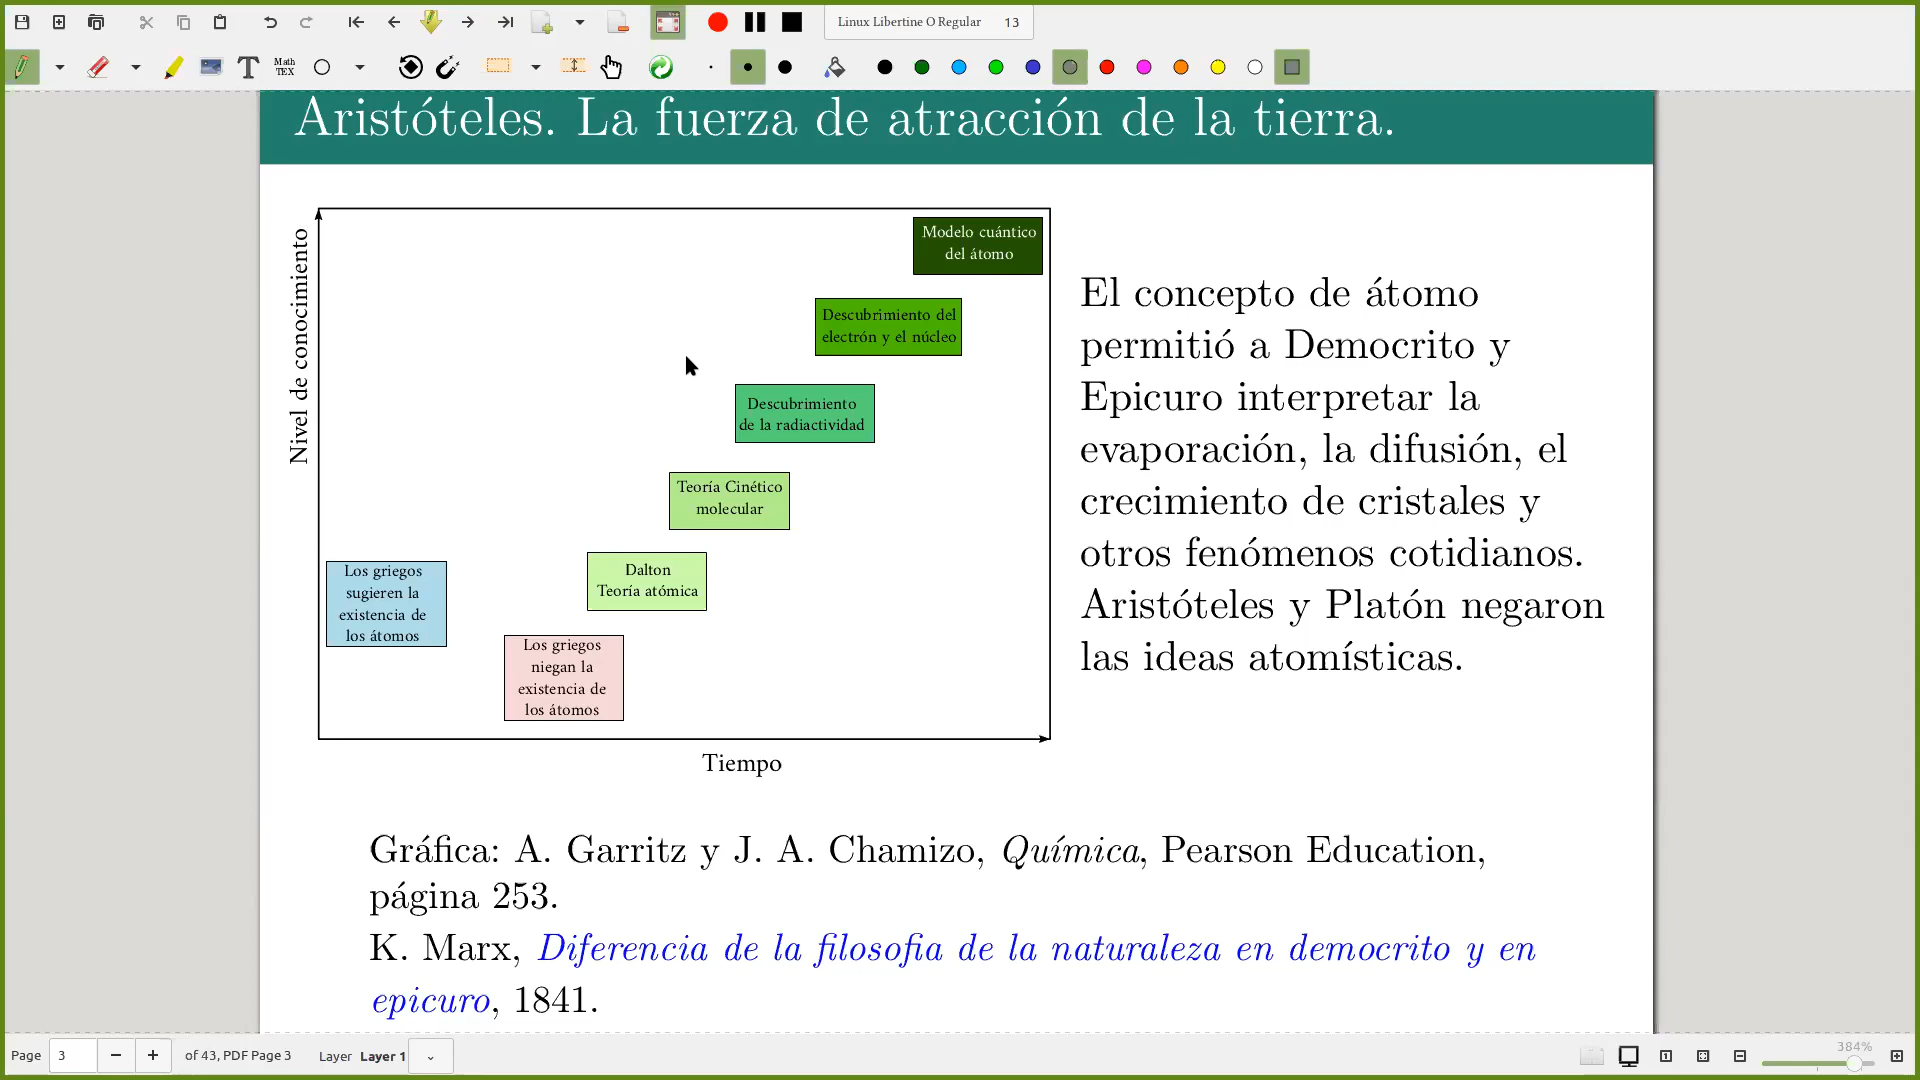 Linux Libertine O Regular 13
Math
TEX
Aristóteles. La fuerza de atracción de la tierra.
Nivel de conocimiento
Modelo cuántico
del átomo
Descubrimiento del
electrón y el núcleo
Descubrimiento
de la radiactividad
Teoría Cinético
molecular
Dalton
Teoría atómica
Los griegos
sugieren la
existencia de
los átomos
Los griegos
niegan la
existencia de
los átomos
Tiempo
El concepto de átomo
permitió a Democrito y
Epicuro interpretar la
evaporación, la difusión, el
crecimiento de cristales y
otros fenómenos cotidianos.
Aristóteles y Platón negaron
las ideas atomísticas.
Gráfica: A. Garritz y J. A. Chamizo, Química, Pearson Education,
página 253.
K. Marx, Diferencia de la filosofia de la naturaleza en democrito y en
epicuro, 1841.
Page 3 of 43, PDF Page 3 Layer Layer 1
384%